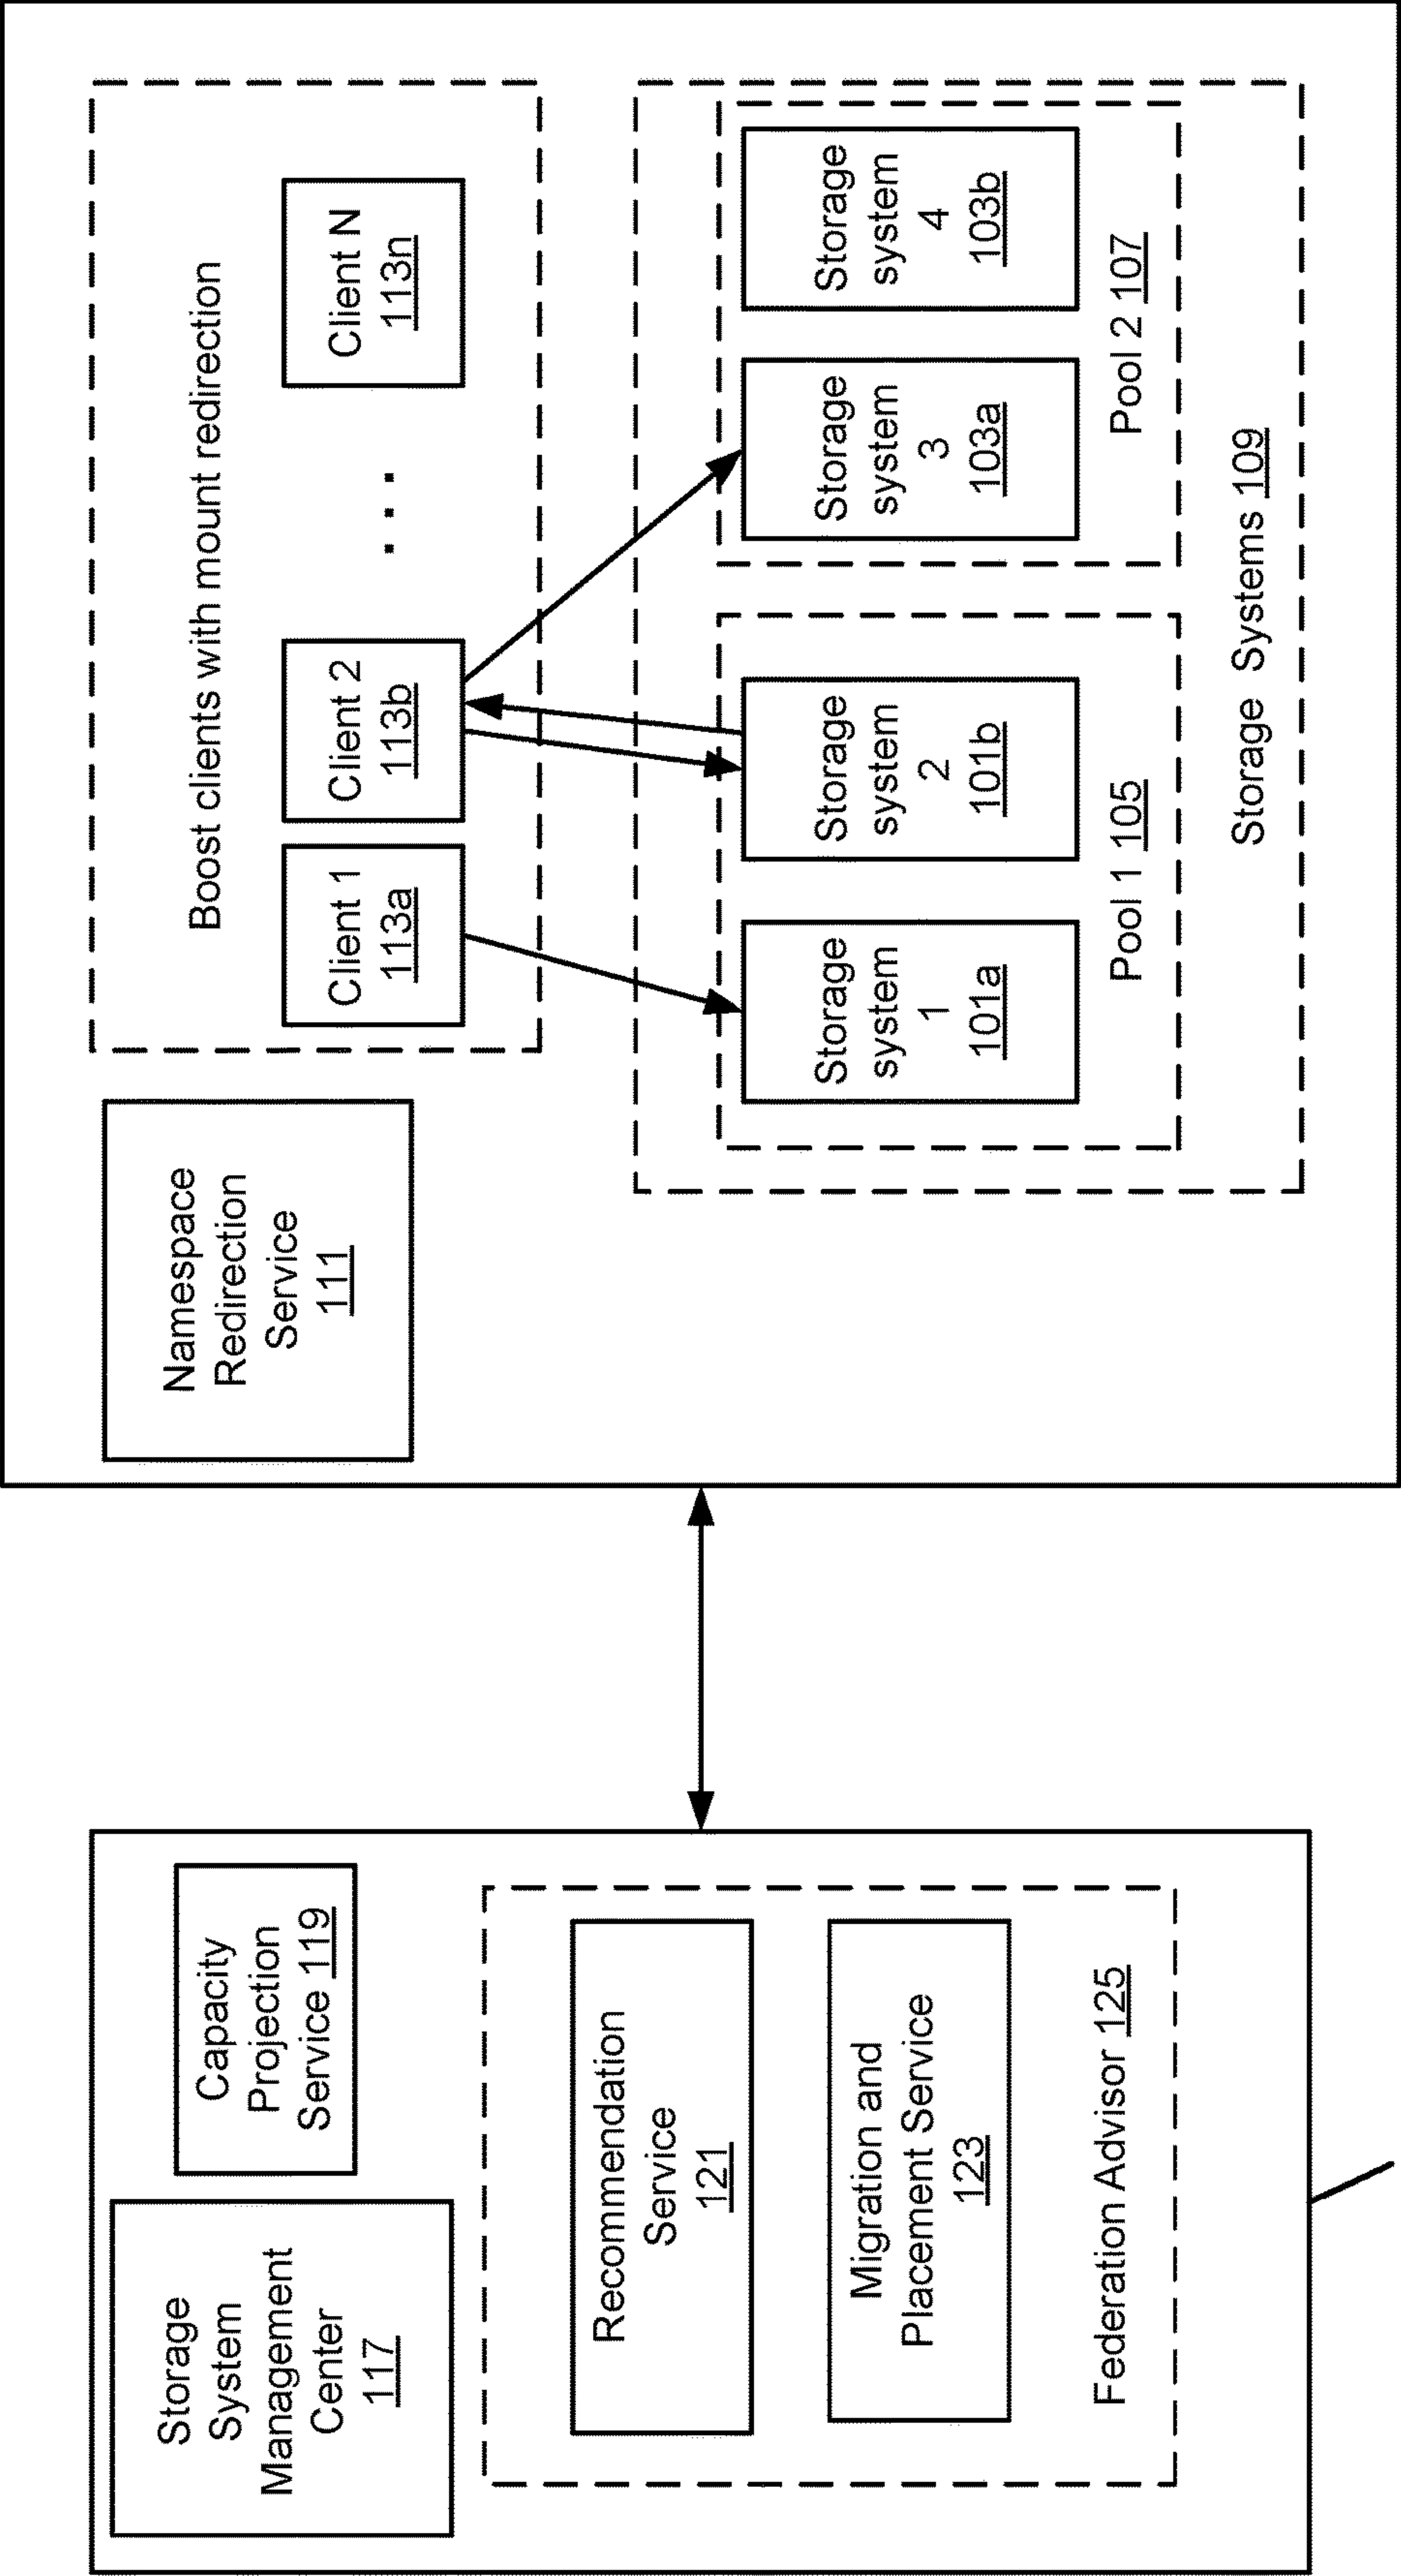 Storage
System
Management
Center
117
Capacity
Projection
Service 119
Recommendation
Service
121
Migration and
Placement Service
123
Federation Advisor 125
Namespace
Redirection
Service
111
Boost clients with mount redirection
Client 1
113a
Client 2
113b
...
Client N
113n
Storage
system
1
101a
Storage
system
2
101b
Pool 1 105
Storage
system
3
103a
Storage
system
4
103b
Pool 2 107
Storage Systems 109